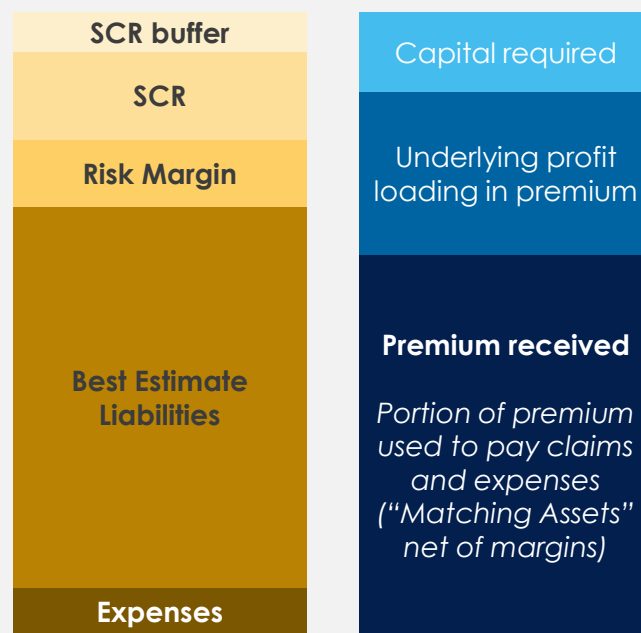 SCR buffer
SCR
Risk Margin
Best Estimate
Liabilities
Expenses
Capital required
Underlying profit
loading in premium
Premium received
Portion of premium
used to pay claims
and expenses
(“Matching Assets”
net of margins)